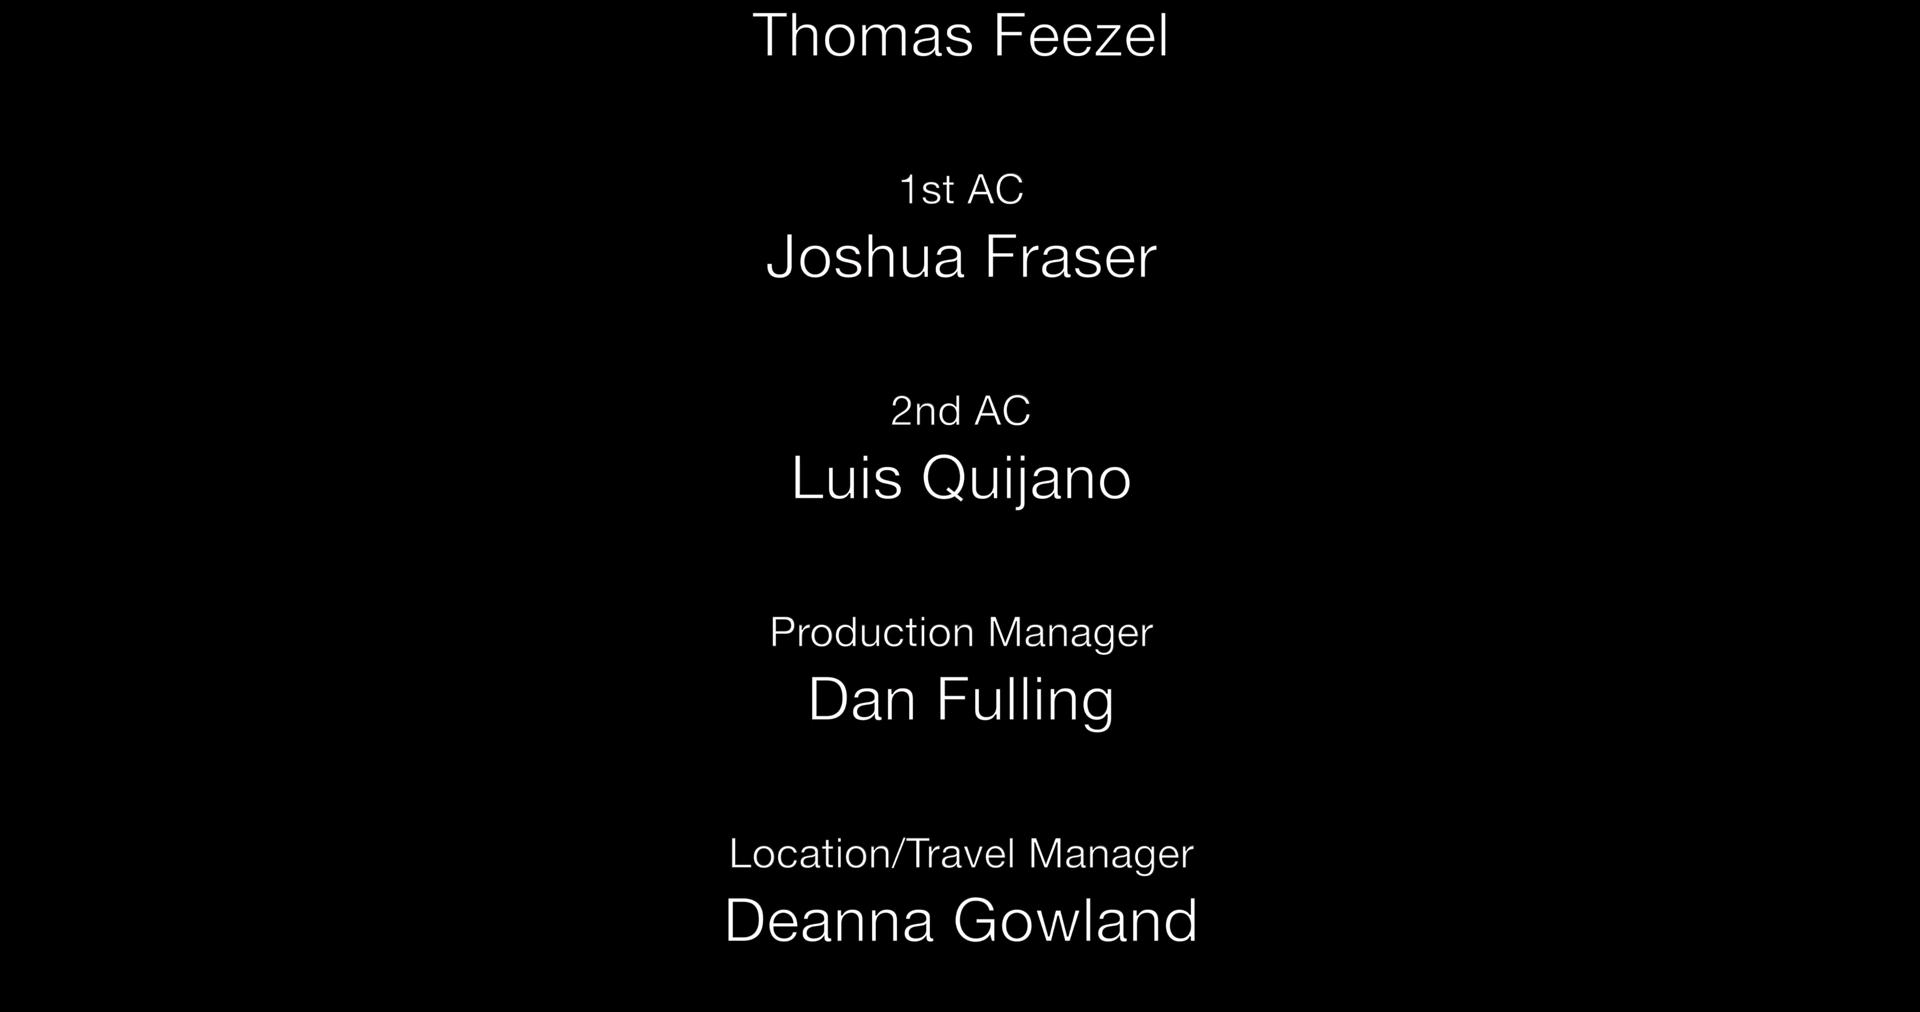 Thomas Feezel
1st AC
Joshua Fraser
2nd AC
Luis Quijano
Production Manager
Dan Fulling
Location/Travel Manager
Deanna Gowland